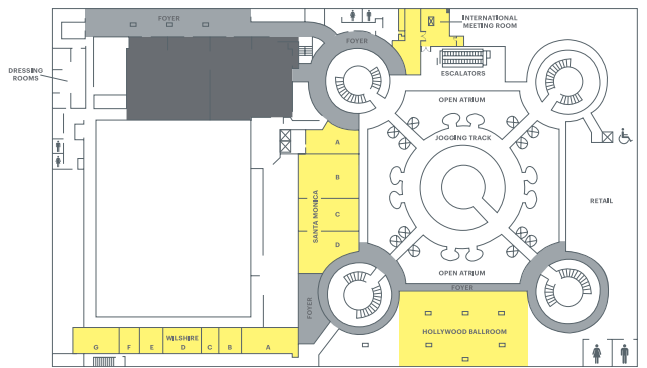 FOYER
INTERNATIONAL
MEETING ROOM
FOYER
DRESSING
ROOMS
ESCALATORS
OPEN ATRIUM
JOGGING TRACK
A
B
SANTA MONICA
C
D
RETAIL
OPEN ATRIUM
FOYER
FOYER
HOLLYWOOD BALLROOM
WILSHIRE
G F E D C B A